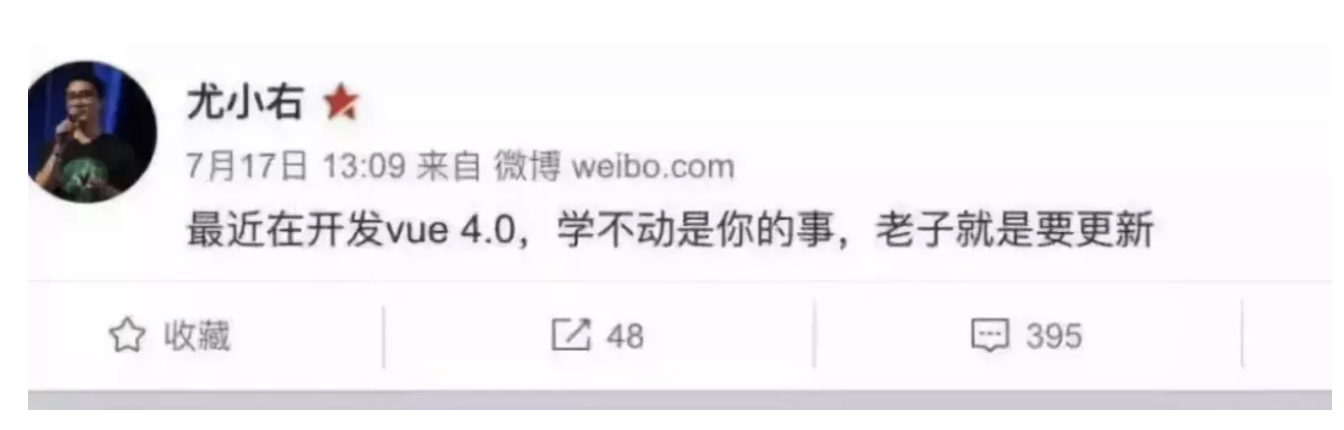 尤小右
7月17日 13:09 来自 微博 weibo.com
最近在开发vue 4.0，学不动是你的事，老子就是要更新
收藏 48 395